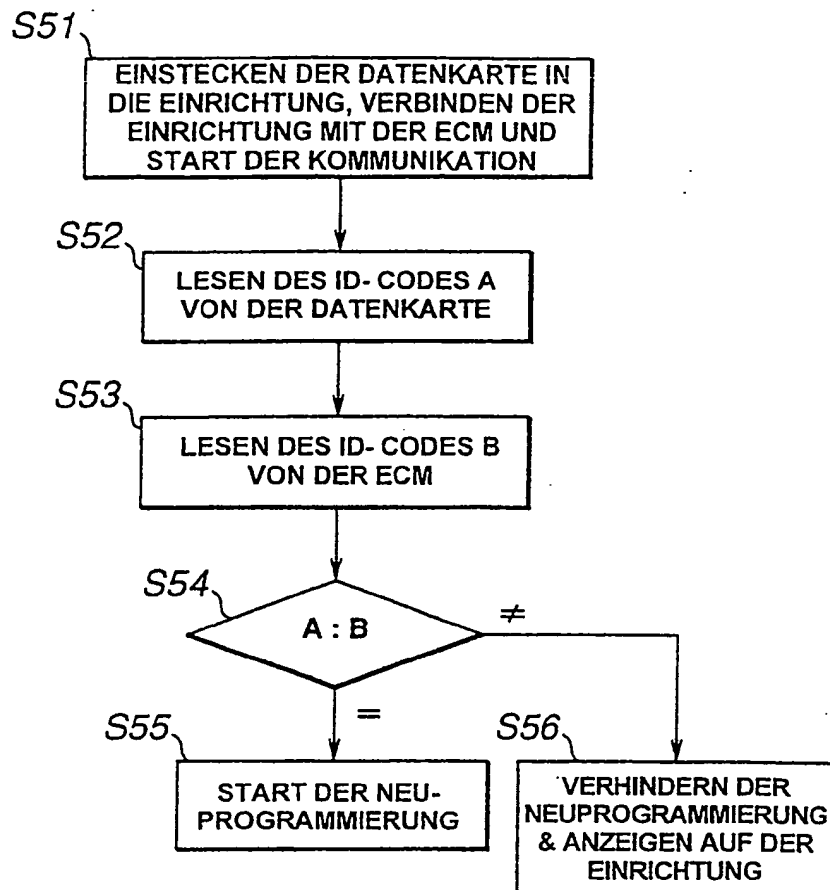 S51
EINSTECKEN DER DATENKARTE IN
DIE EINRICHTUNG, VERBINDEN DER
EINRICHTUNG MIT DER ECM UND
START DER KOMMUNIKATION
S52
LESEN DES ID- CODES A
VON DER DATENKARTE
S53
LESEN DES ID- CODES B
VON DER ECM
S54
A : B
≠
=
S55
START DER NEU-
PROGRAMMIERUNG
S56
VERHINDERN DER
NEUPROGRAMMIERUNG
& ANZEIGEN AUF DER
EINRICHTUNG